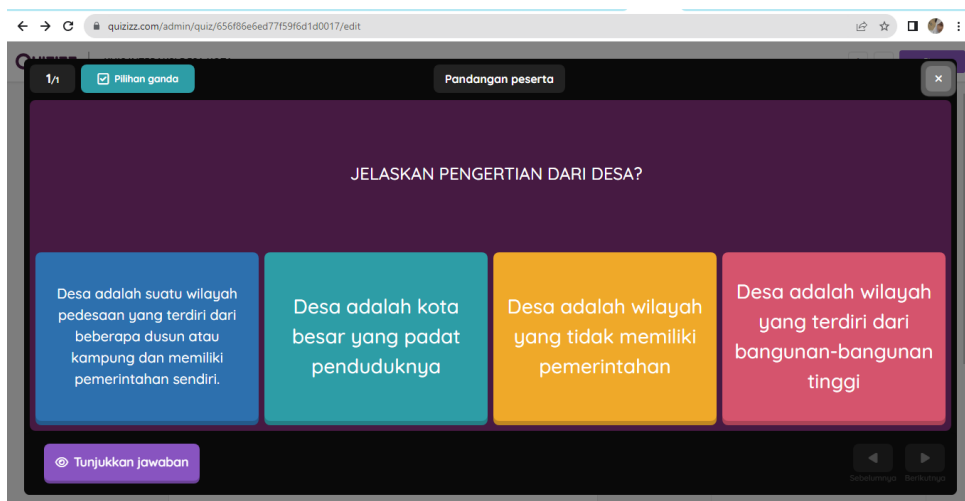 quizizz.com/admin/quiz/656f86e6ed77f59f6d1d0017/edit
1/1
Pilihan ganda
Pandangan peserta
JELASKAN PENGERTIAN DARI DESA?
Desa adalah suatu wilayah
pedesaan yang terdiri dari
beberapa dusun atau
kampung dan memiliki
pemerintahan sendiri.
Desa adalah kota
besar yang padat
penduduknya
Desa adalah wilayah
yang tidak memiliki
pemerintahan
Desa adalah wilayah
yang terdiri dari
bangunan-bangunan
tinggi
Tunjukkan jawaban
Sebelumnya
Berikutnya